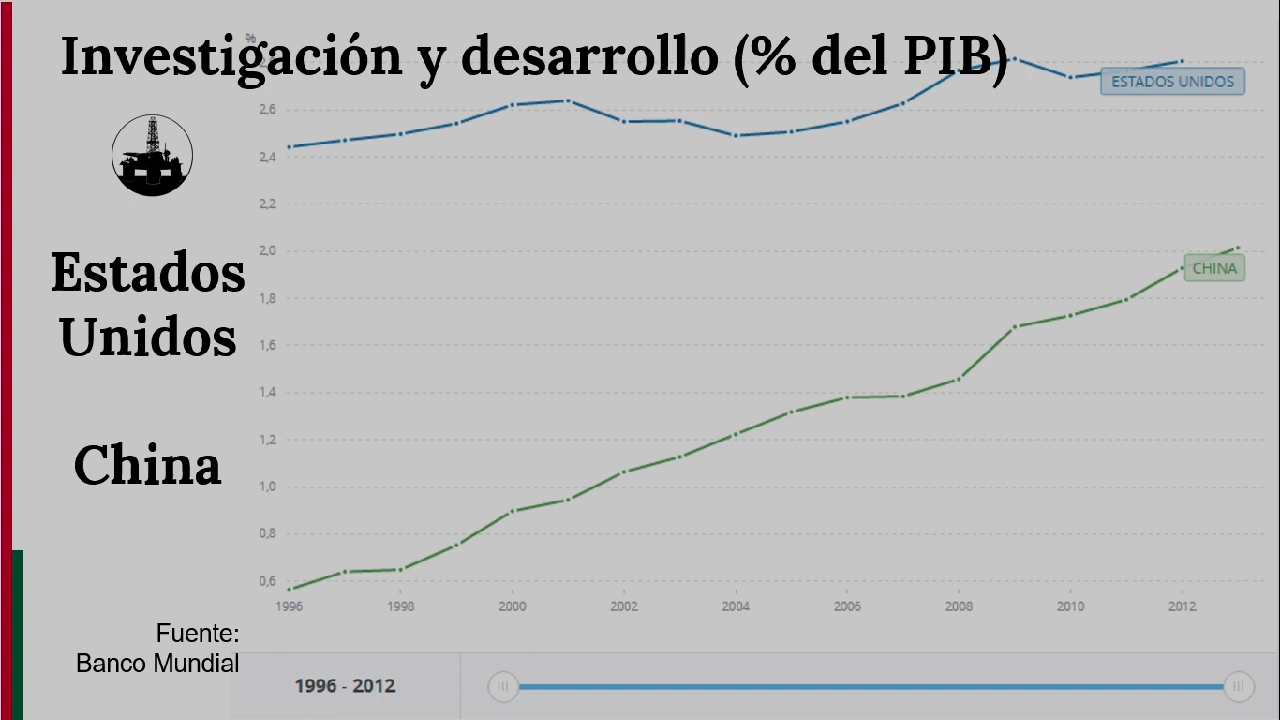 Investigación y desarrollo (% del PIB)
%
ESTADOS UNIDOS
2,6
2,4
2,2
Estados
Unidos
2,0
CHINA
1,8
1,6
1,4
1,2
China
1,0
0,8
0,6
1996 1998 2000 2002 2004 2006 2008 2010 2012
Fuente:
Banco Mundial
1996 - 2012